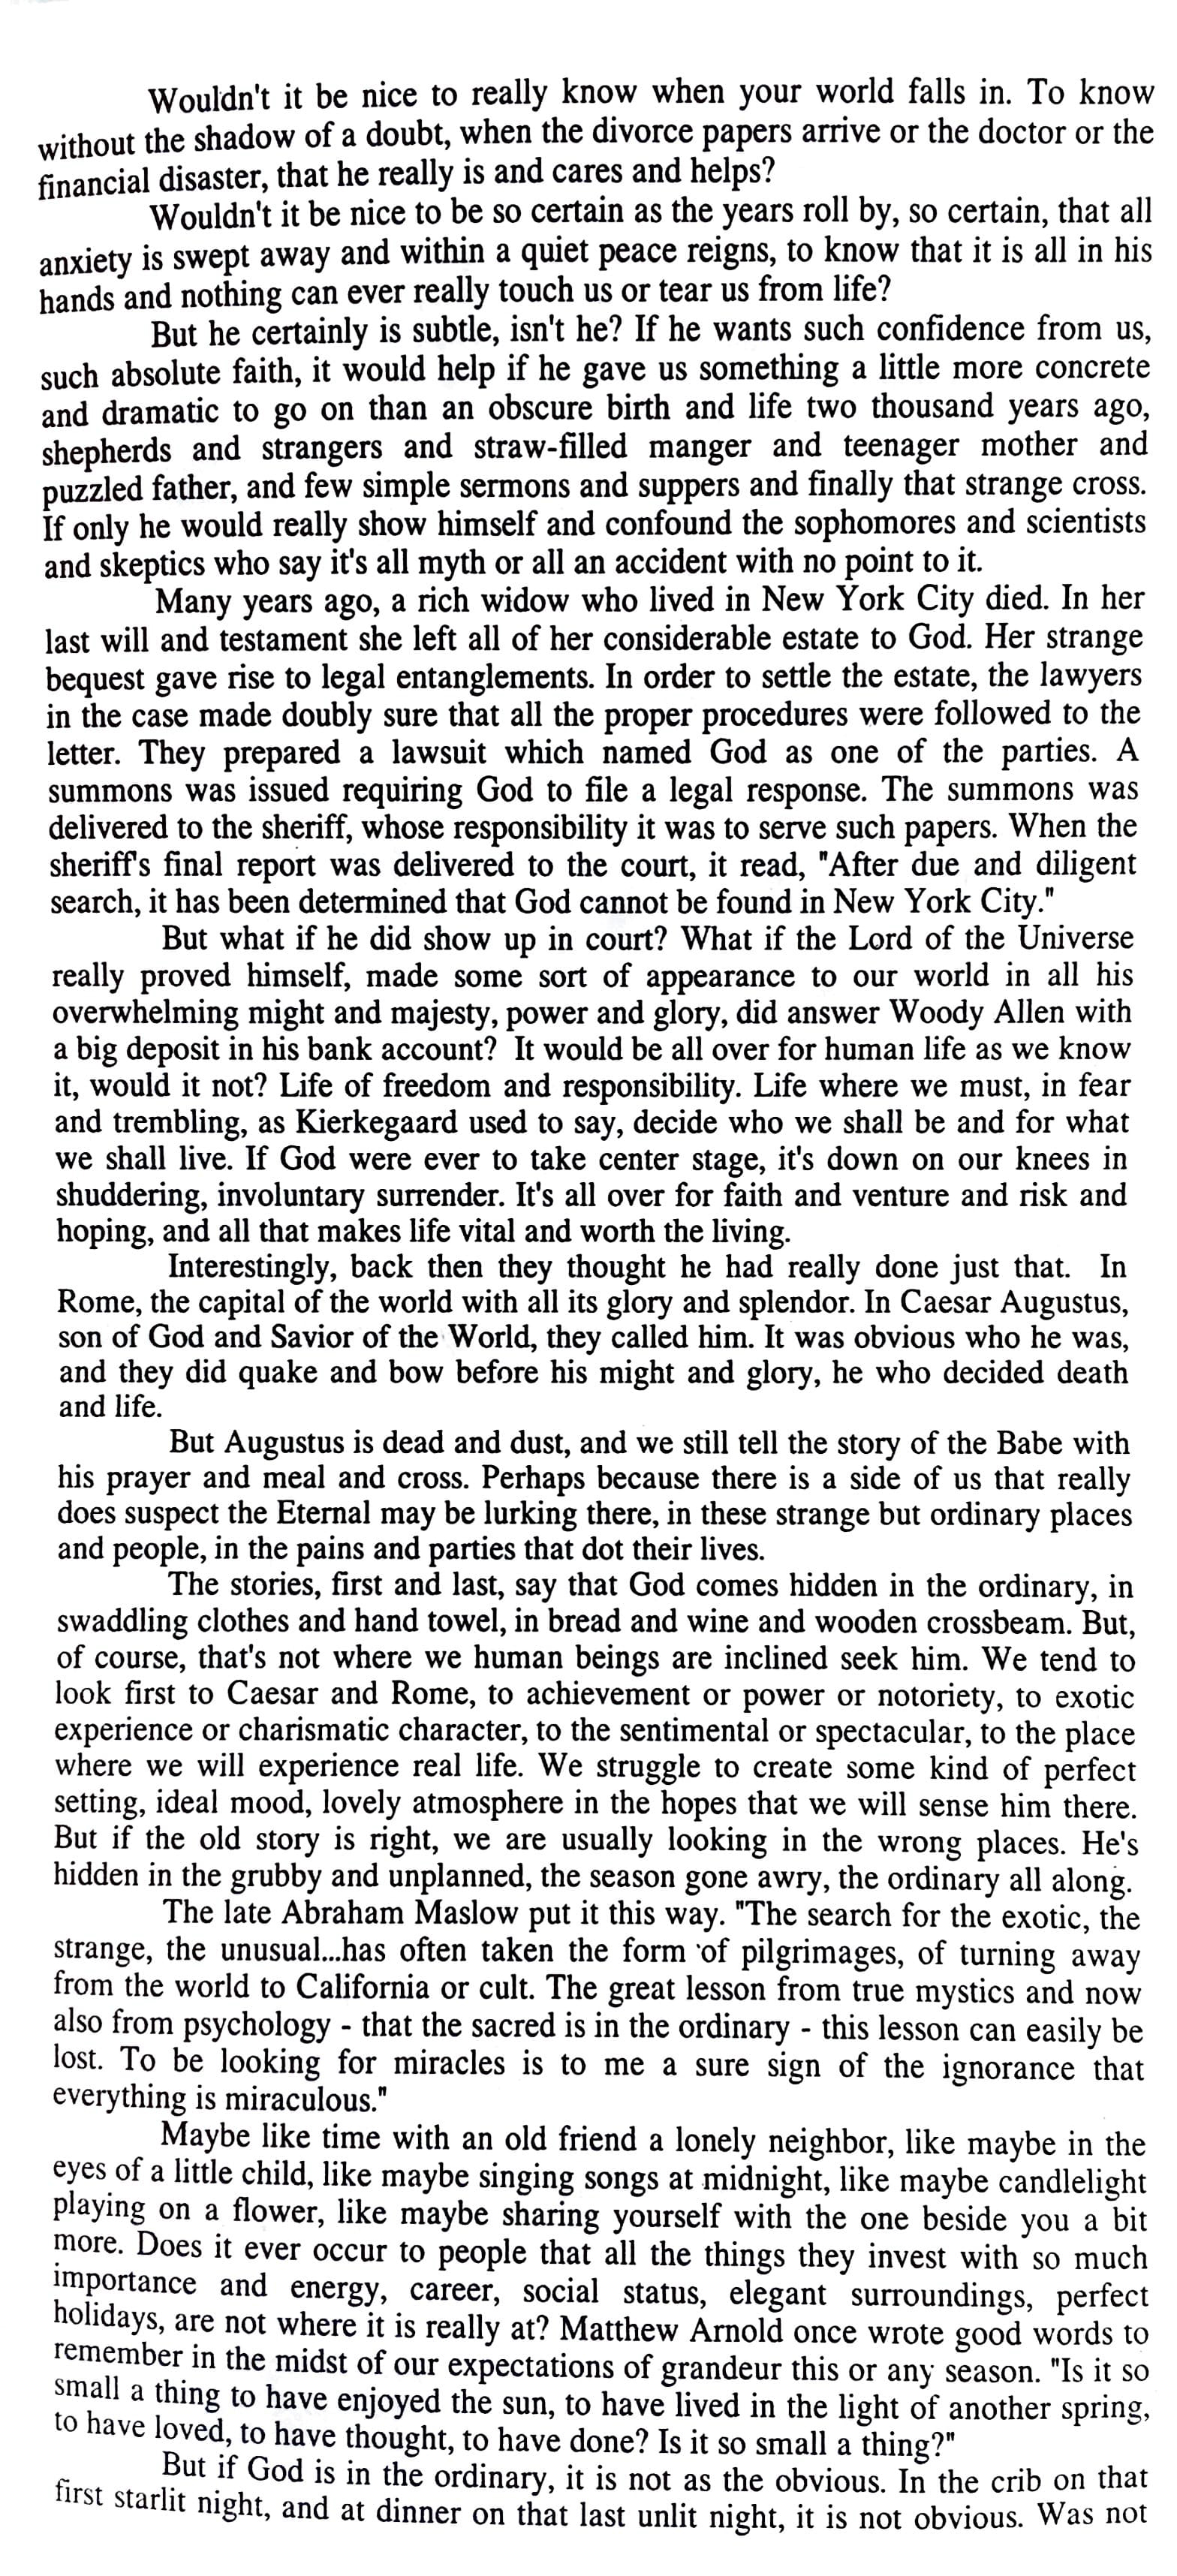 Wouldn't it be nice to really know when your world falls in. To know
without the shadow of a doubt, when the divorce papers arrive or the doctor or the
financial disaster, that he really is and cares and helps?
Wouldn't it be nice to be so certain as the years roll by, so certain, that all
anxiety is swept away and within a quiet peace reigns, to know that it is all in his
hands and nothing can ever really touch us or tear us from life?
But he certainly is subtle, isn't he? If he wants such confidence from us,
such absolute faith, it would help if he gave us something a little more concrete
and dramatic to go on than an obscure birth and life two thousand years ago,
shepherds and strangers and straw-filled manger and teenager mother and
puzzled father, and few simple sermons and suppers and finally that strange cross.
If only he would really show himself and confound the sophomores and scientists
and skeptics who say it's all myth or all an accident with no point to it.
Many years ago, a rich widow who lived in New York City died. In her
last will and testament she left all of her considerable estate to God. Her strange
bequest gave rise to legal entanglements. In order to settle the estate, the lawyers
in the case made doubly sure that all the proper procedures were followed to the
letter. They prepared a lawsuit which named God as one of the parties. A
summons was issued requiring God to file a legal response. The summons was
delivered to the sheriff, whose responsibility it was to serve such papers. When the
sheriff's final report was delivered to the court, it read, "After due and diligent
search, it has been determined that God cannot be found in New York City."
But what if he did show up in court? What if the Lord of the Universe
really proved himself, made some sort of appearance to our world in all his
overwhelming might and majesty, power and glory, did answer Woody Allen with
a big deposit in his bank account? It would be all over for human life as we know
it, would it not? Life of freedom and responsibility. Life where we must, in fear
and trembling, as Kierkegaard used to say, decide who we shall be and for what
we shall live. If God were ever to take center stage, it's down on our knees in
shuddering, involuntary surrender. It's all over for faith and venture and risk and
hoping, and all that makes life vital and worth the living.
Interestingly, back then they thought he had really done just that. In
Rome, the capital of the world with all its glory and splendor. In Caesar Augustus,
son of God and Savior of the World, they called him. It was obvious who he was,
and they did quake and bow before his might and glory, he who decided death
and life.
But Augustus is dead and dust, and we still tell the story of the Babe with
his prayer and meal and cross. Perhaps because there is a side of us that really
does suspect the Eternal may be lurking there, in these strange but ordinary places
and people, in the pains and parties that dot their lives.
The stories, first and last, say that God comes hidden in the ordinary, in
swaddling clothes and hand towel, in bread and wine and wooden crossbeam. But,
of course, that's not where we human beings are inclined seek him. We tend to
look first to Caesar and Rome, to achievement or power or notoriety, to exotic
experience or charismatic character, to the sentimental or spectacular, to the place
where we will experience real life. We struggle to create some kind of perfect
setting, ideal mood, lovely atmosphere in the hopes that we will sense him there.
But if the old story is right, we are usually looking in the wrong places. He's
hidden in the grubby and unplanned, the season gone awry, the ordinary all along.
The late Abraham Maslow put it this way. "The search for the exotic, the
strange, the unusual...has often taken the form of pilgrimages, of turning away
from the world to California or cult. The great lesson from true mystics and now
also from psychology - that the sacred is in the ordinary - this lesson can easily be
lost. To be looking for miracles is to me a sure sign of the ignorance that
everything is miraculous."
Maybe like time with an old friend a lonely neighbor, like maybe in the
eyes of a little child, like maybe singing songs at midnight, like maybe candlelight
playing on a flower, like maybe sharing yourself with the one beside you a bit
more. Does it ever occur to people that all the things they invest with so much
importance and energy, career, social status, elegant surroundings, perfect
holidays, are not where it is really at? Matthew Arnold once wrote good words to
remember in the midst of our expectations of grandeur this or any season. "Is it so
small a thing to have enjoyed the sun, to have lived in the light of another spring,
to have loved, to have thought, to have done? Is it so small a thing?"
But if God is in the ordinary, it is not as the obvious. In the crib on that
first starlit night, and at dinner on that last unlit night, it is not obvious. Was not